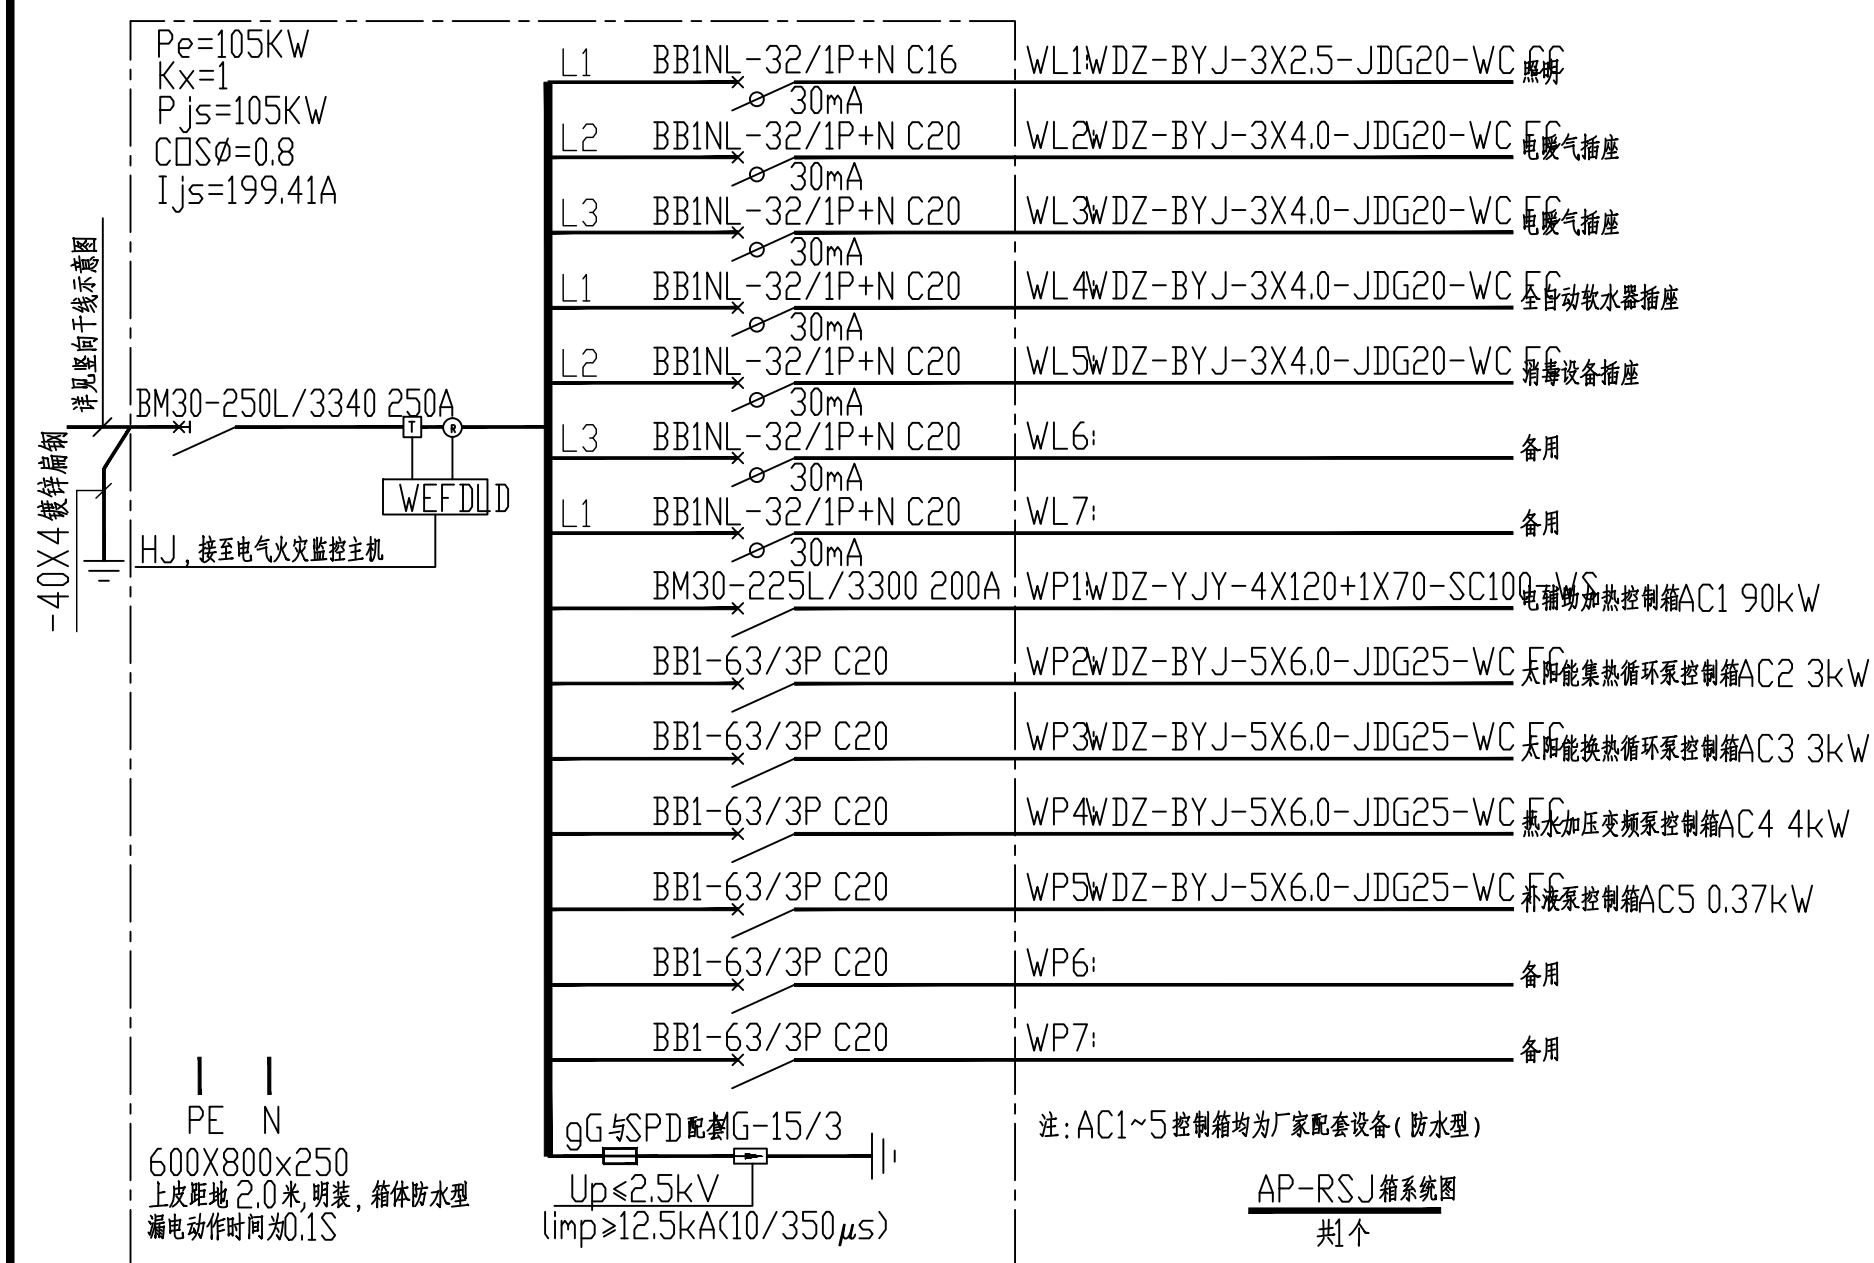 Pe=105KW
Kx=1
Pjs=105KW
COSø=0.8
Ijs=199.41A
详见竖向干线示意图
BM30-250L/3340 250A
T
R
WEFDLD
HJ,接至电气火灾监控主机
-40X4镀锌扁钢
L1 BB1NL-32/1P+N C16 WL1:WDZ-BYJ-3X2.5-JDG20-WC CC 照明
30mA
L2 BB1NL-32/1P+N C20 WL2:WDZ-BYJ-3X4.0-JDG20-WC FC 电暖气插座
30mA
L3 BB1NL-32/1P+N C20 WL3:WDZ-BYJ-3X4.0-JDG20-WC FC 电暖气插座
30mA
L1 BB1NL-32/1P+N C20 WL4:WDZ-BYJ-3X4.0-JDG20-WC FC 全自动软水器插座
30mA
L2 BB1NL-32/1P+N C20 WL5:WDZ-BYJ-3X4.0-JDG20-WC FC 消毒设备插座
30mA
L3 BB1NL-32/1P+N C20 WL6: 备用
30mA
L1 BB1NL-32/1P+N C20 WL7: 备用
30mA
BM30-225L/3300 200A WP1:WDZ-YJY-4X120+1X70-SC100-WS 电辅助加热控制箱AC1 90kW
BB1-63/3P C20 WP2:WDZ-BYJ-5X6.0-JDG25-WC FC 太阳能集热循环泵控制箱AC2 3kW
BB1-63/3P C20 WP3:WDZ-BYJ-5X6.0-JDG25-WC FC 太阳能换热循环泵控制箱AC3 3kW
BB1-63/3P C20 WP4:WDZ-BYJ-5X6.0-JDG25-WC FC 热水加压变频泵控制箱AC4 4kW
BB1-63/3P C20 WP5:WDZ-BYJ-5X6.0-JDG25-WC FC 补液泵控制箱AC5 0.37kW
BB1-63/3P C20 WP6: 备用
BB1-63/3P C20 WP7: 备用
PE N
600X800x250
上皮距地2.0米,明装,箱体防水型
漏电动作时间为0.1S
gG与SPD配套 MG-15/3
Up≤2.5kV
limp≥12.5kA(10/350μs)
注:AC1~5控制箱均为厂家配套设备(防水型)
AP-RSJ箱系统图
共1个